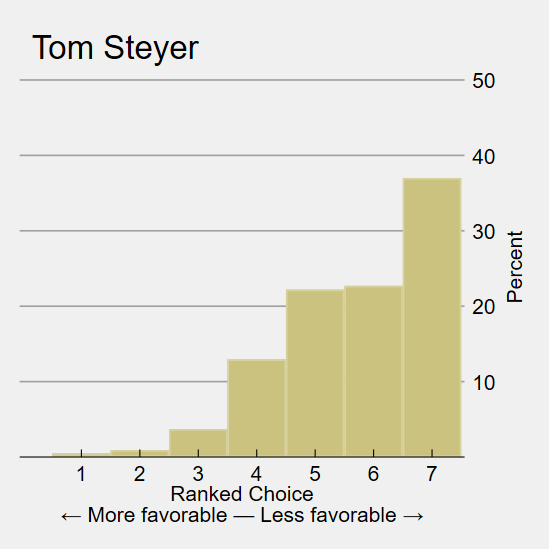 Tom Steyer
50
40
30
20
10
Percent
1 2 3 4 5 6 7
Ranked Choice
← More favorable — Less favorable →